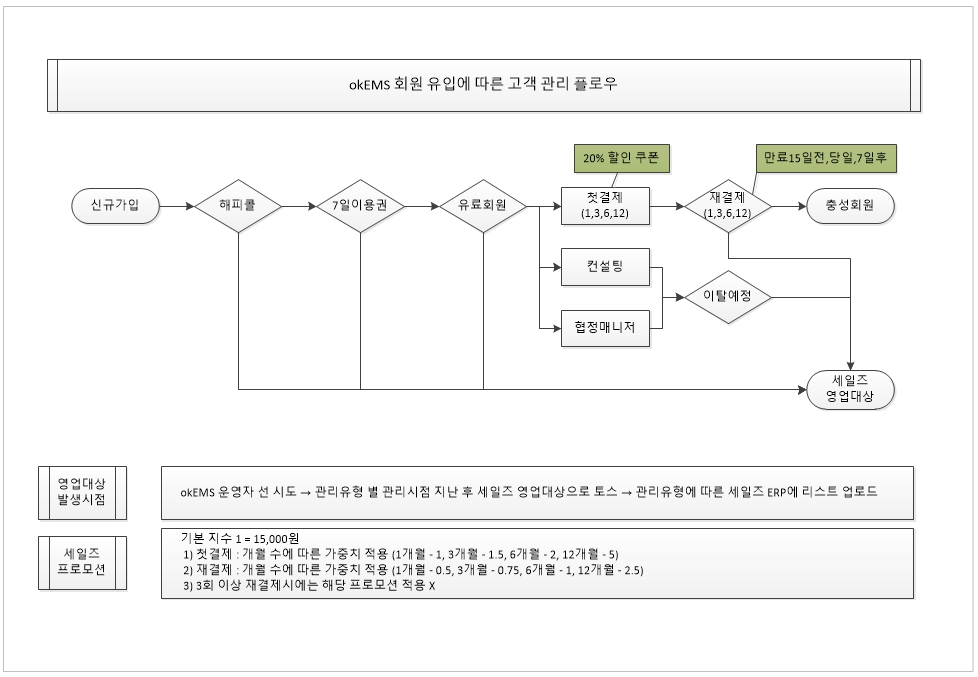 okEMS 회원 유입에 따른 고객 관리 플로우
20% 할인 쿠폰
만료15일전,당일,7일후
신규가입
해피콜
7일이용권
유료회원
첫결제
(1,3,6,12)
재결제
(1,3,6,12)
충성회원
컨설팅
이탈예정
협정매니저
세일즈
영업대상
영업대상
발생시점
okEMS 운영자 선 시도 → 관리유형 별 관리시점 지난 후 세일즈 영업대상으로 토스 → 관리유형에 따른 세일즈 ERP에 리스트 업로드
세일즈
프로모션
기본 지수 1 = 15,000원
1) 첫결제 : 개월 수에 따른 가중치 적용 (1개월 - 1, 3개월 - 1.5, 6개월 - 2, 12개월 - 5)
2) 재결제 : 개월 수에 따른 가중치 적용 (1개월 - 0.5, 3개월 - 0.75, 6개월 - 1, 12개월 - 2.5)
3) 3회 이상 재결제시에는 해당 프로모션 적용 X